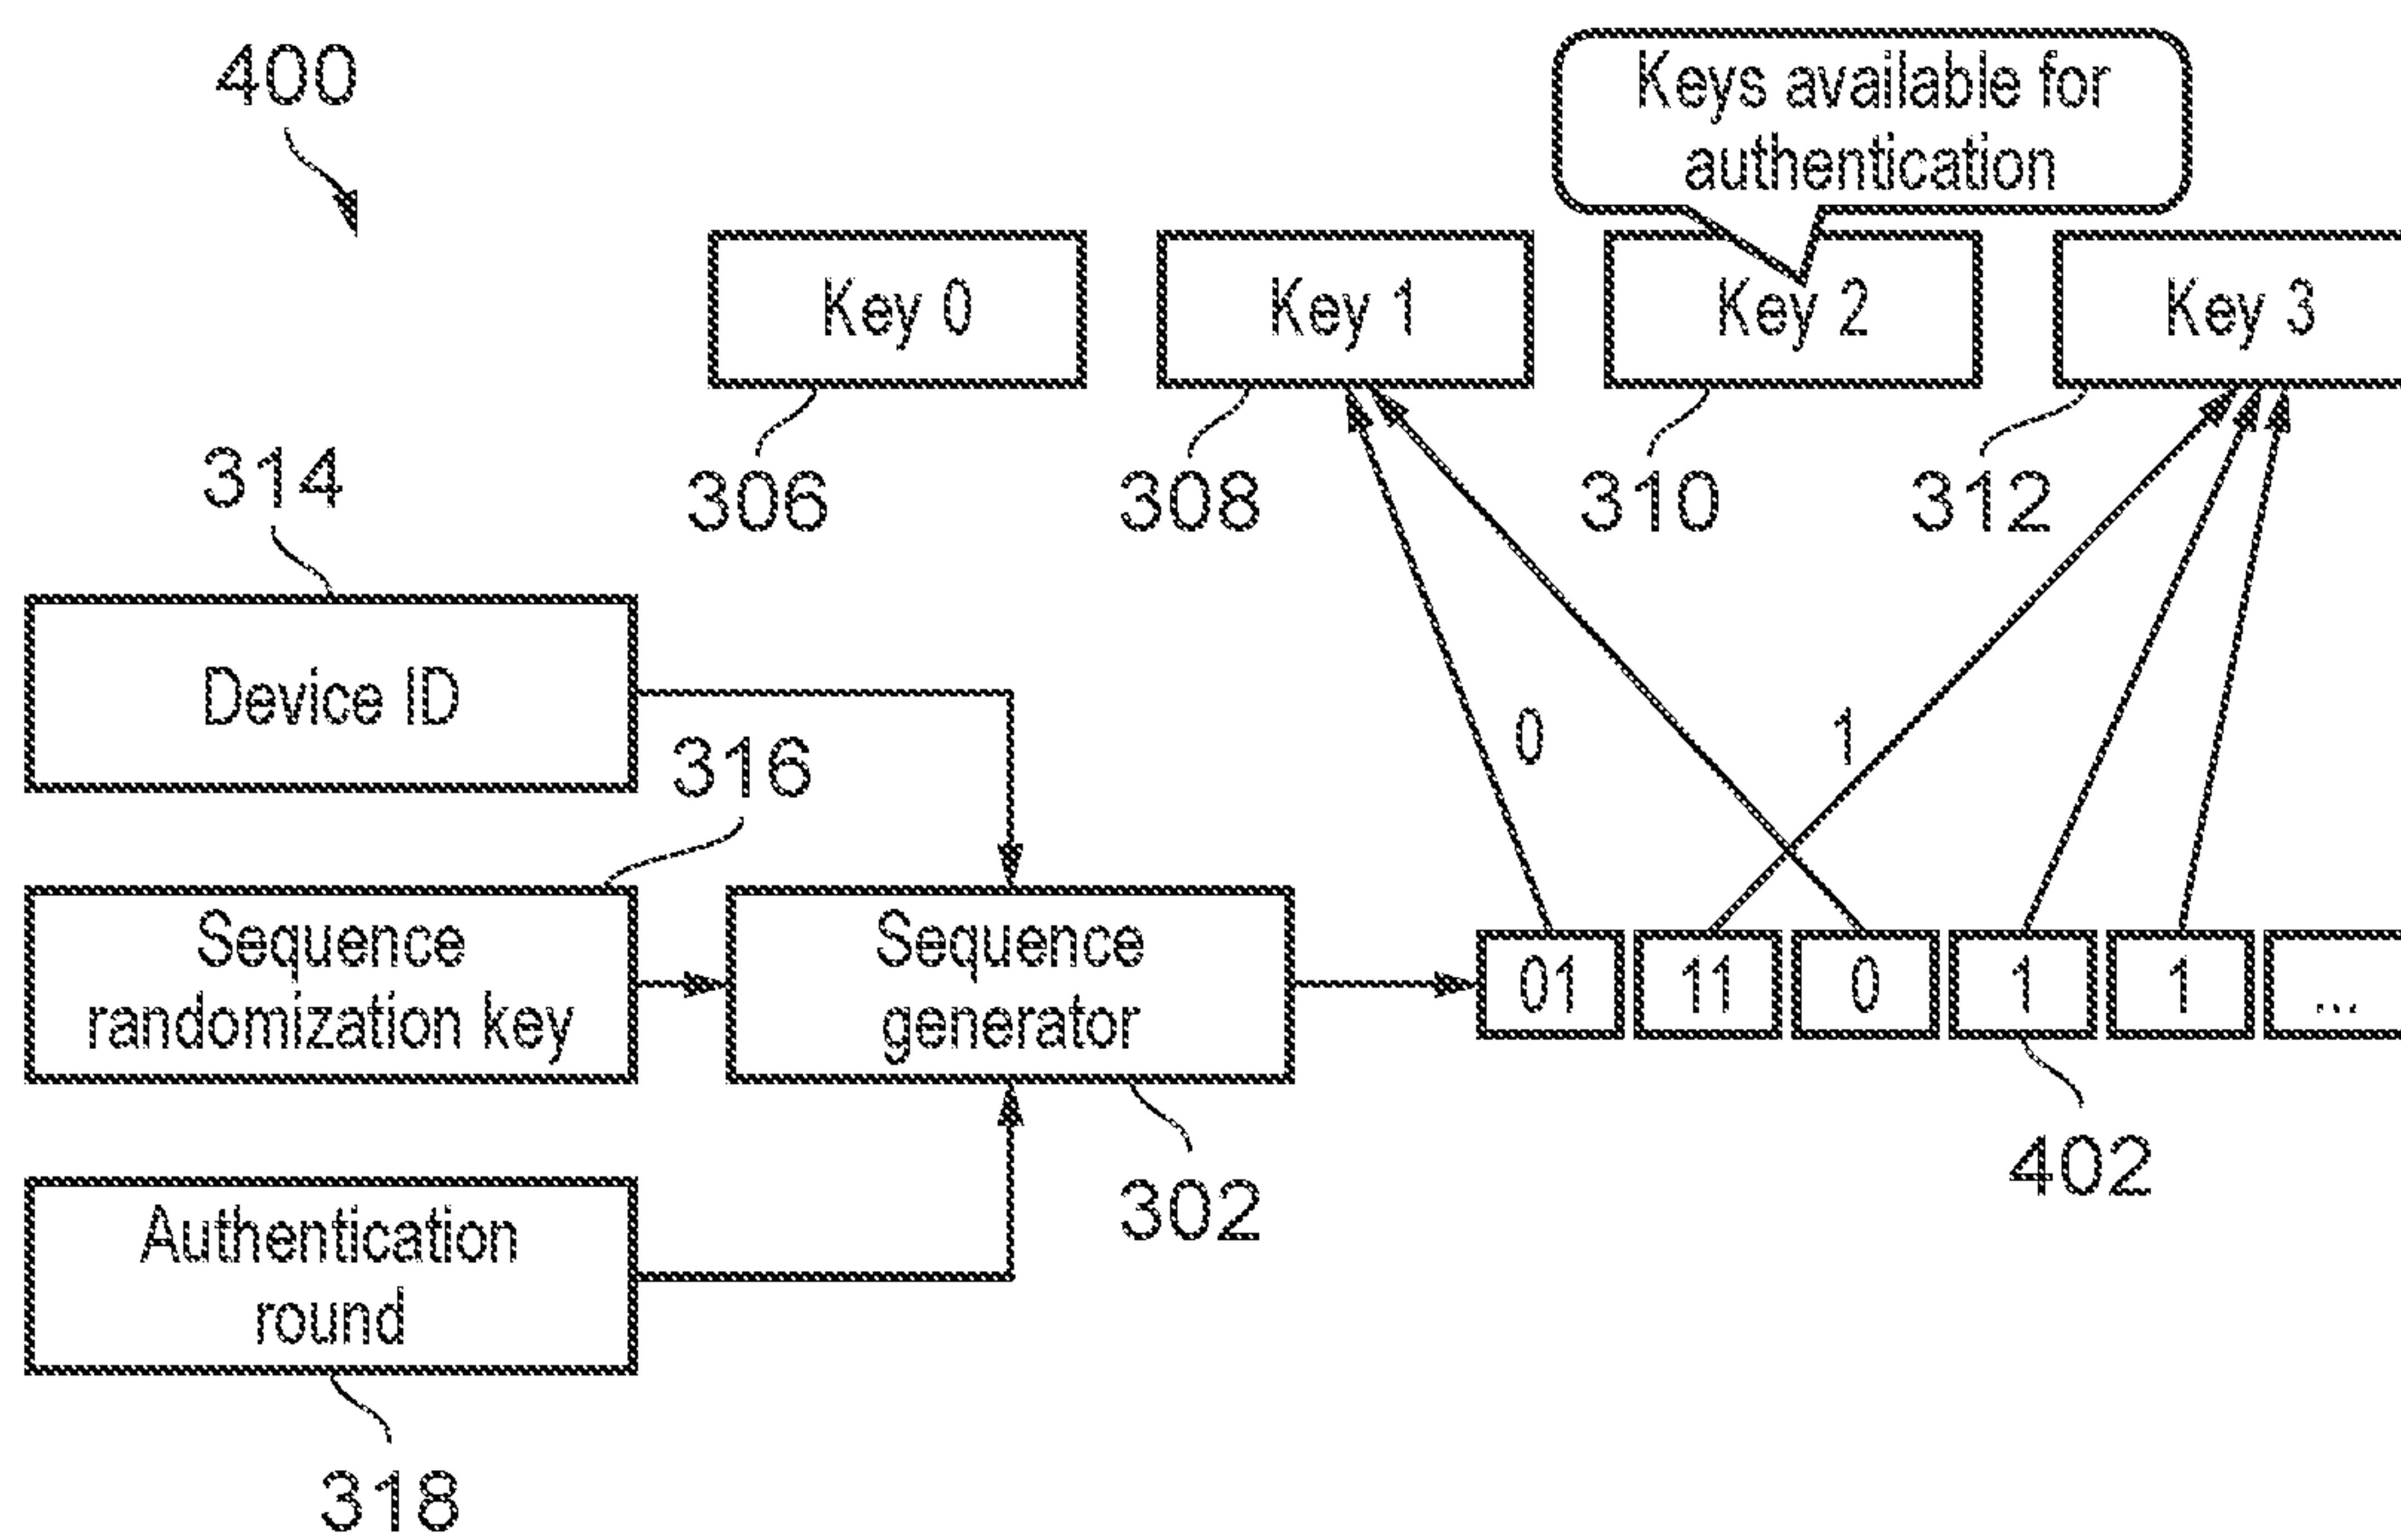 400
Keys available for
authentication
Key 0
Key 1
Key 2
Key 3
306
308
310
312
314
Device ID
316
0
1
Sequence
randomization key
Sequence
generator
01
11
0
1
1
...
402
302
Authentication
round
318